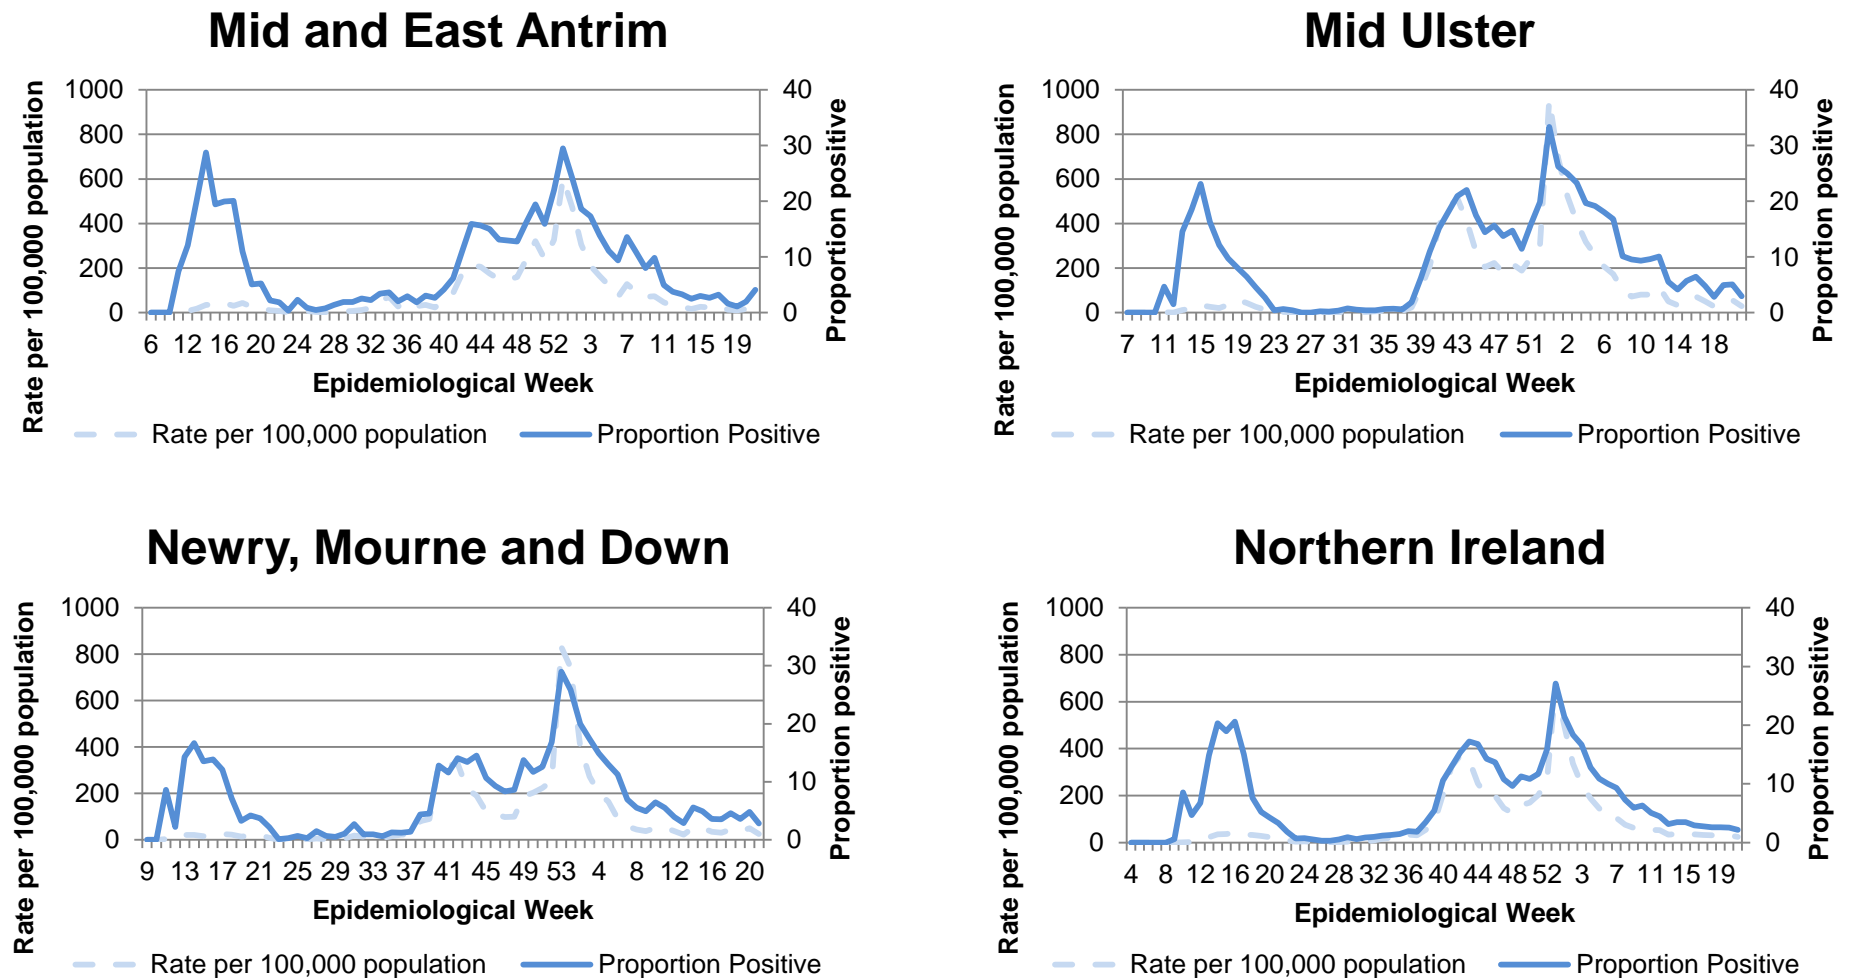 Mid and East Antrim
Rate per 100,000 population
1000
800
600
400
200
0
40
30
20
10
0
Proportion positive
6 12 16 20 24 28 32 36 40 44 48 52 3 7 11 15 19
Epidemiological Week
Rate per 100,000 population Proportion Positive
Mid Ulster
Rate per 100,000 population
1000
800
600
400
200
0
40
30
20
10
0
Proportion positive
7 11 15 19 23 27 31 35 39 43 47 51 2 6 10 14 18
Epidemiological Week
Rate per 100,000 population Proportion Positive
Newry, Mourne and Down
Rate per 100,000 population
1000
800
600
400
200
0
40
30
20
10
0
Proportion positive
9 13 17 21 25 29 33 37 41 45 49 53 4 8 12 16 20
Epidemiological Week
Rate per 100,000 population Proportion Positive
Northern Ireland
Rate per 100,000 population
1000
800
600
400
200
0
40
30
20
10
0
Proportion positive
4 8 12 16 20 24 28 32 36 40 44 48 52 3 7 11 15 19
Epidemiological Week
Rate per 100,000 population Proportion Positive